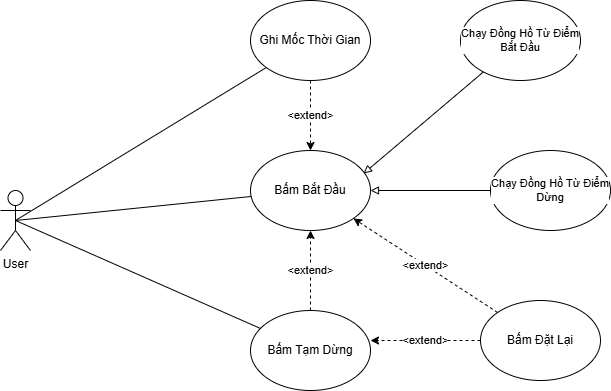 Ghi Mốc Thời Gian
Chạy Đồng Hồ Từ Điểm
Bắt Đầu
<extend>
Bấm Bắt Đầu
Chạy Đồng Hồ Từ Điểm
Dừng
User
<extend>
<extend>
Bấm Tạm Dừng
<extend>
Bấm Đặt Lại